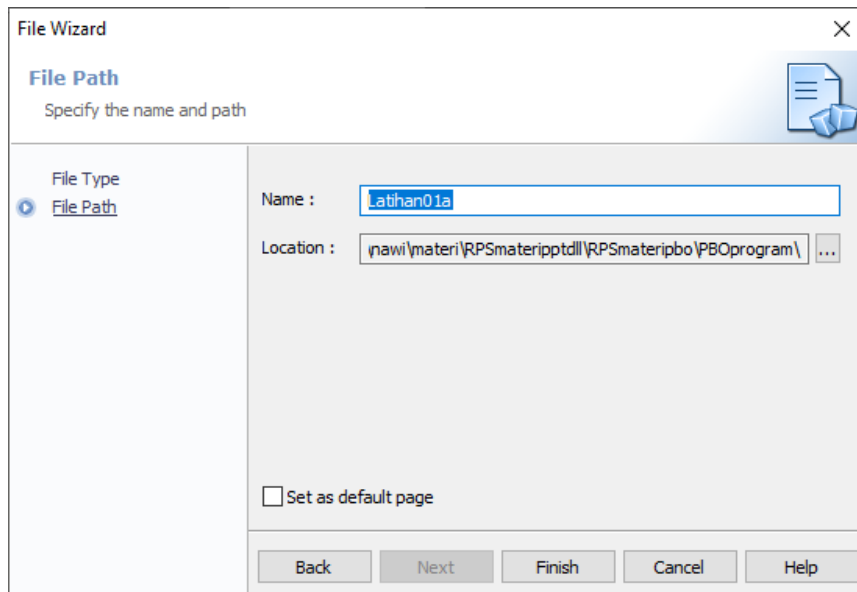 File Wizard
File Path
Specify the name and path
File Type
File Path
Name :
Latihan01a
Location :
\nawi\materi\RPSmateripptdll\RPSmateripbo\PBOprogram\
...
Set as default page
Back
Next
Finish
Cancel
Help